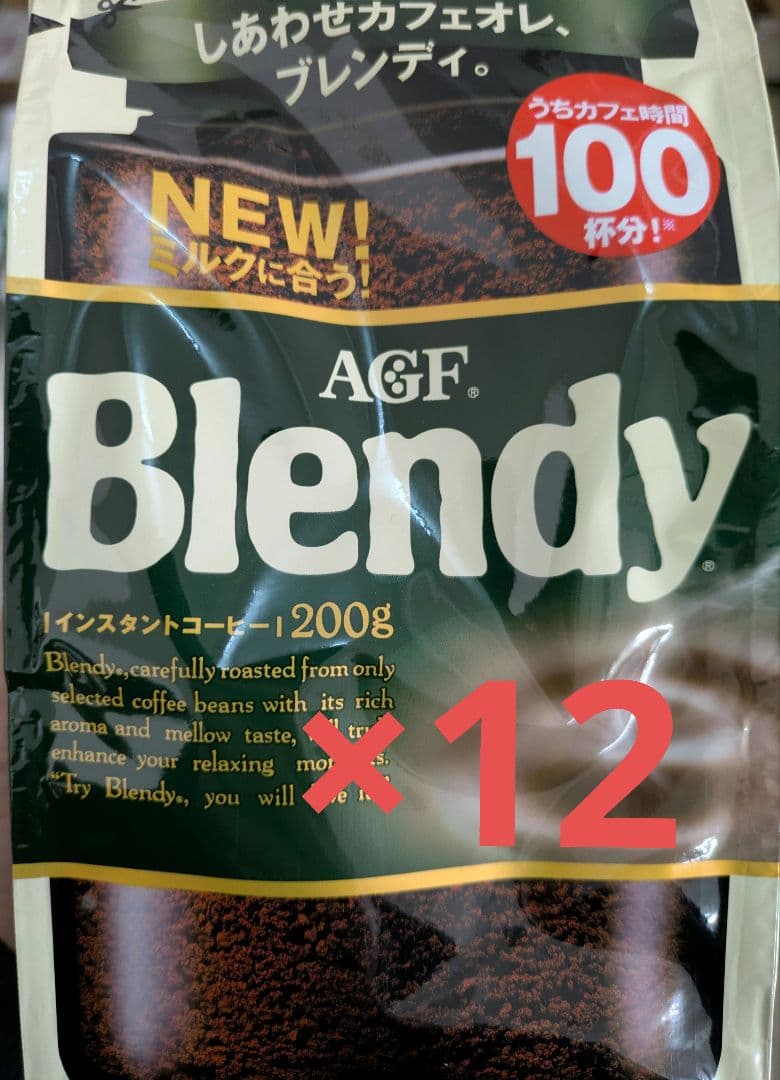 しあわせカフェオレ、
ブレンディ。
うちカフェ時間
100
杯分!※
NEW!
ミルクに合う!
AGF®
Blendy®
インスタントコーヒー 200g
Blendy®, carefully roasted from only
selected coffee beans with its rich
aroma and mellow taste,
enhance your relaxing
"Try Blendy®, you will
×12